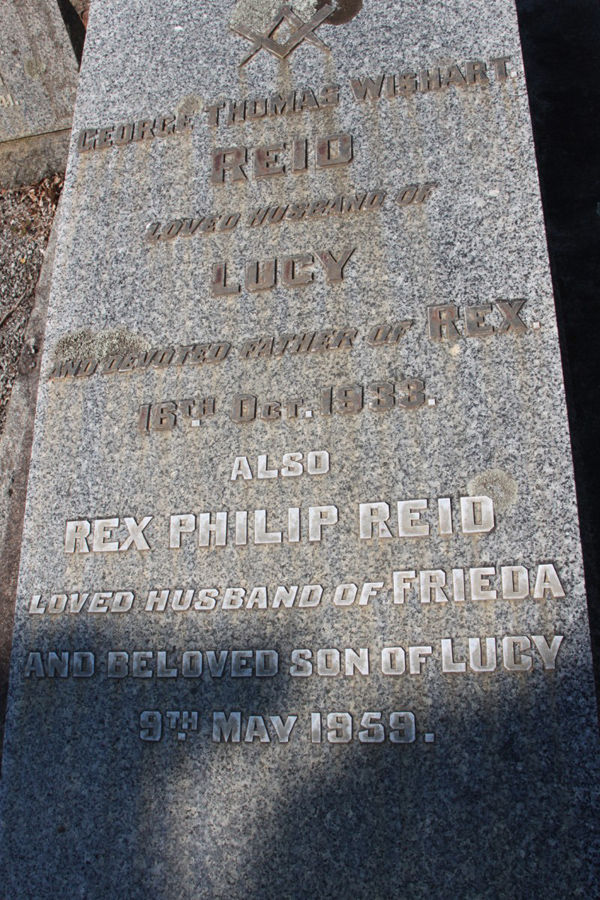 GEORGE THOMAS WISHART
REID
LOVED HUSBAND OF
LUCY
AND DEVOTED FATHER OF REX.
16TH. OCT. 1933.
ALSO
REX PHILIP REID
LOVED HUSBAND OF FRIEDA
AND BELOVED SON OF LUCY
9TH. MAY 1959.